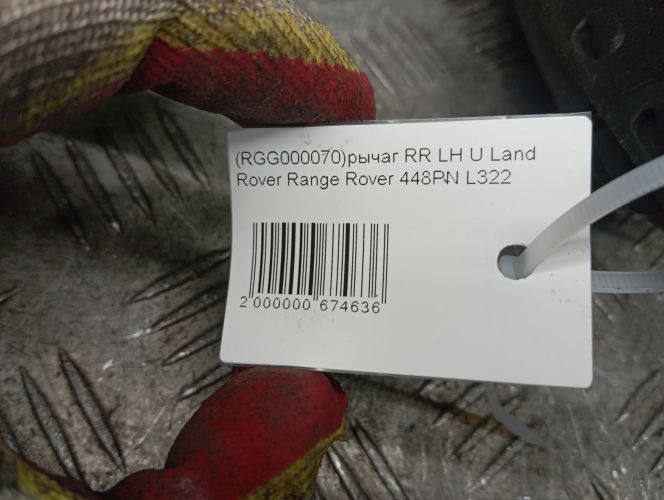 (RGG000070)рычаг RR LH U Land
Rover Range Rover 448PN L322
2 000000 674636